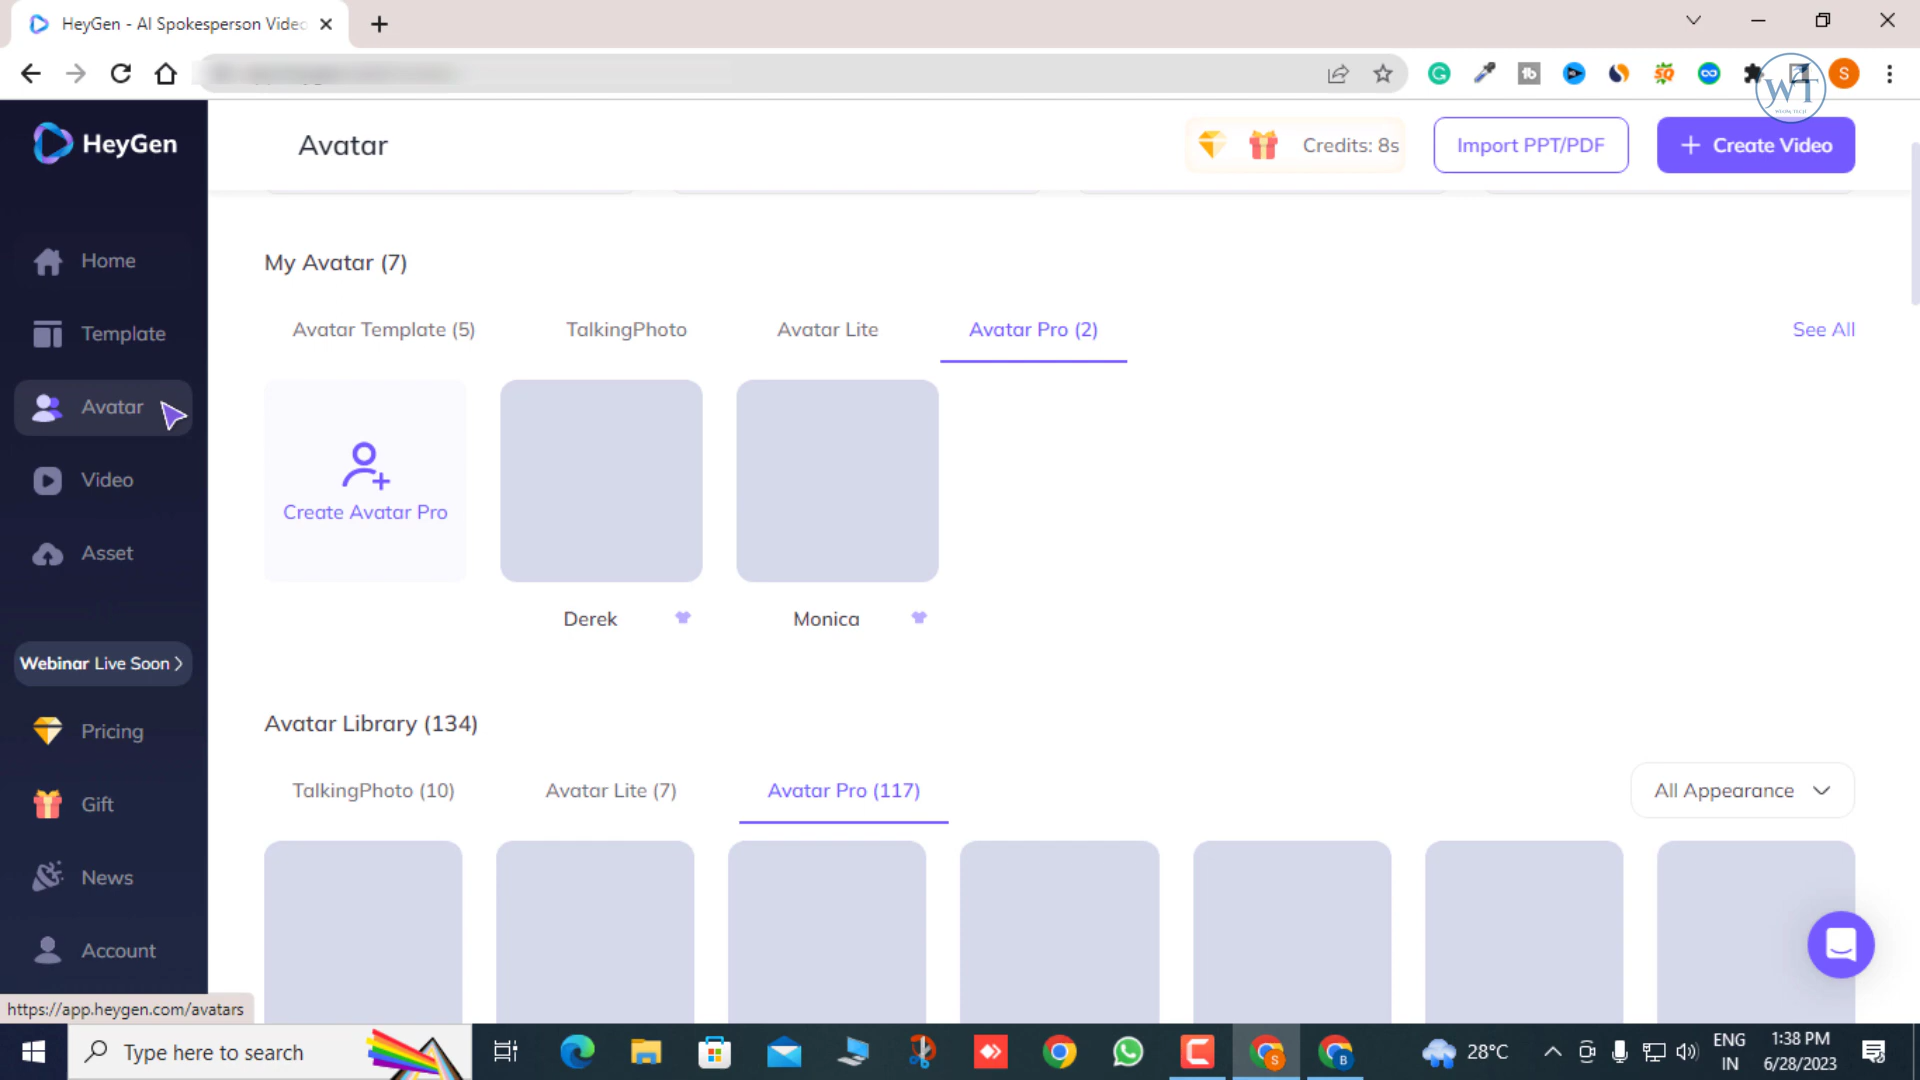 HeyGen - AI Spokesperson Video
WT
HeyGen
Avatar
Credits: 8s
Import PPT/PDF
+ Create Video
Home
Template
Avatar
Video
Asset
Webinar Live Soon >
Pricing
Gift
News
Account
My Avatar (7)
Avatar Template (5)
TalkingPhoto
Avatar Lite
Avatar Pro (2)
See All
Create Avatar Pro
Derek
Monica
Avatar Library (134)
TalkingPhoto (10)
Avatar Lite (7)
Avatar Pro (117)
All Appearance
https://app.heygen.com/avatars
Type here to search
28°C
ENG
IN
1:38 PM
6/28/2023